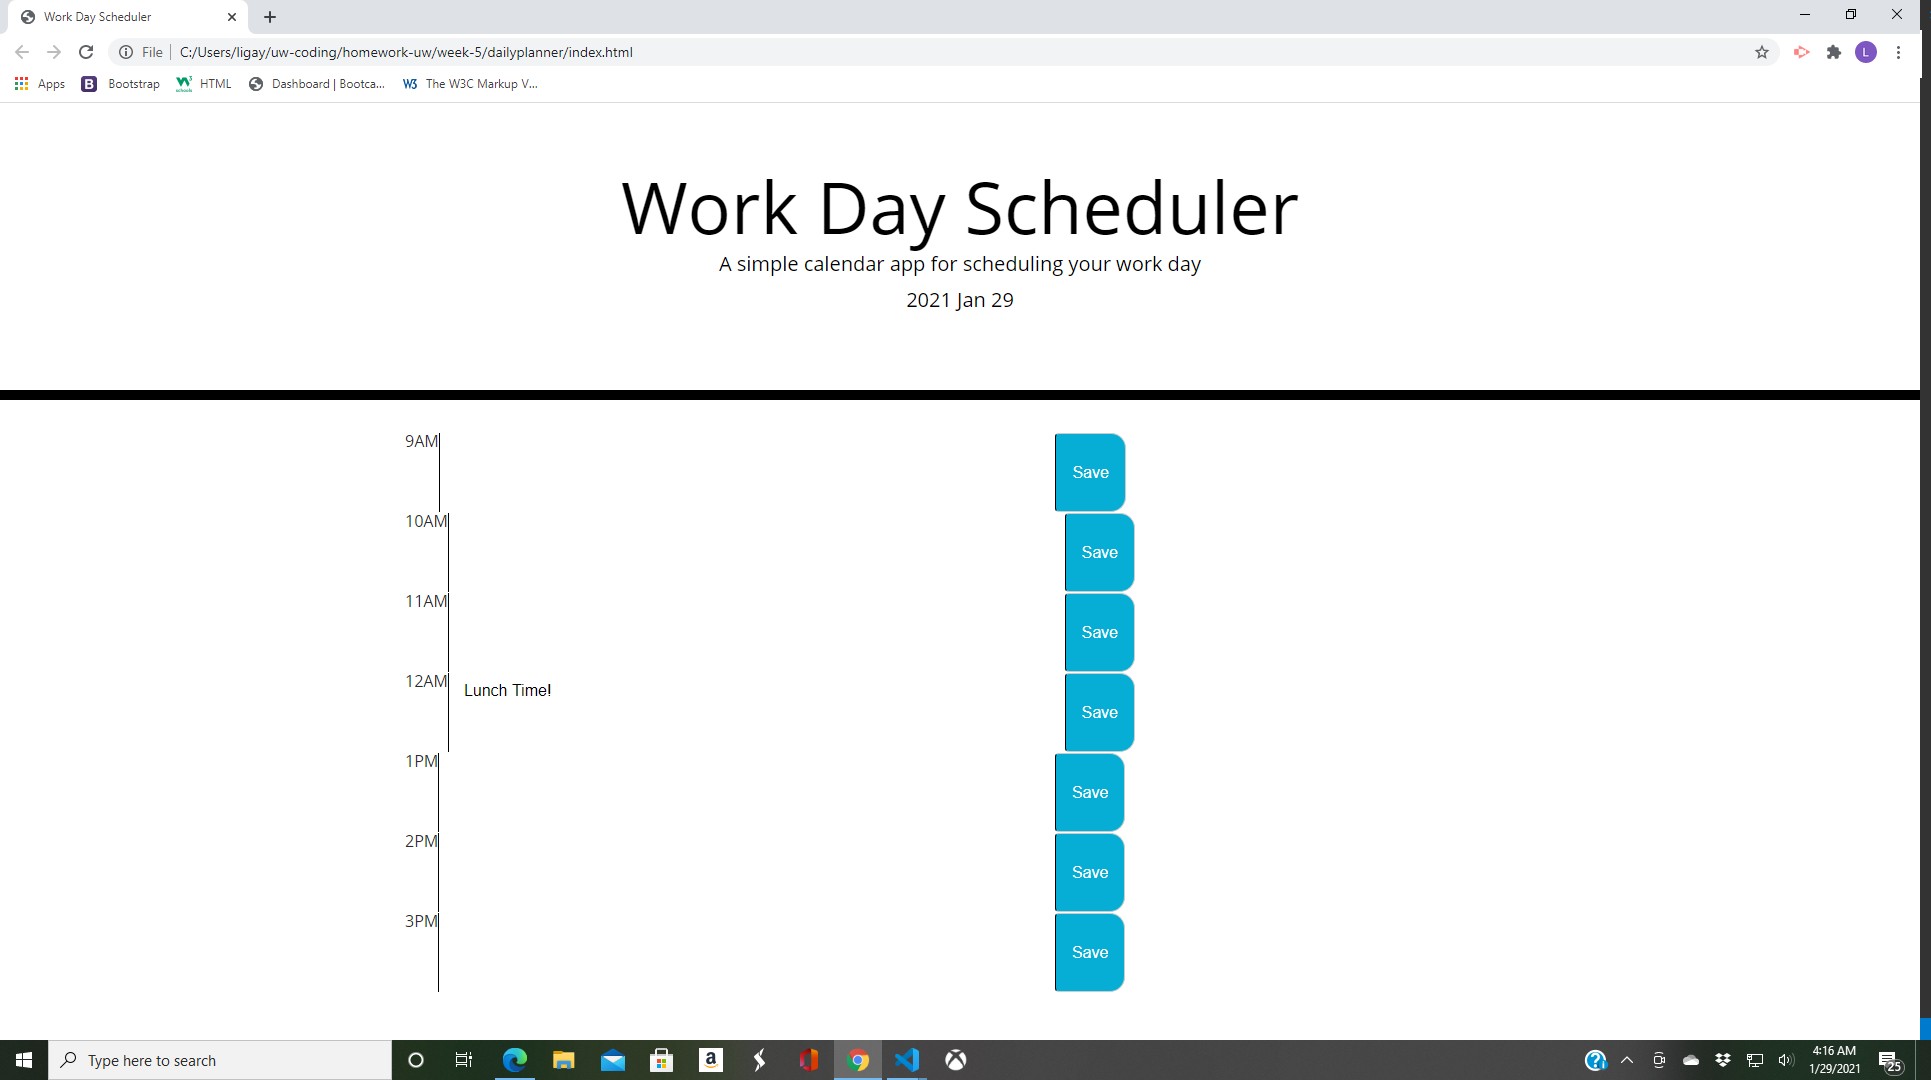 Work Day Scheduler
File C:/Users/ligay/uw-coding/homework-uw/week-5/dailyplanner/index.html
L
Apps B Bootstrap W3 schools HTML Dashboard | Bootca... W3 The W3C Markup V...
Work Day Scheduler
A simple calendar app for scheduling your work day
2021 Jan 29
9AM Save
10AM Save
11AM Save
12AM Lunch Time! Save
1PM Save
2PM Save
3PM Save
Type here to search
a
4:16 AM
1/29/2021
25